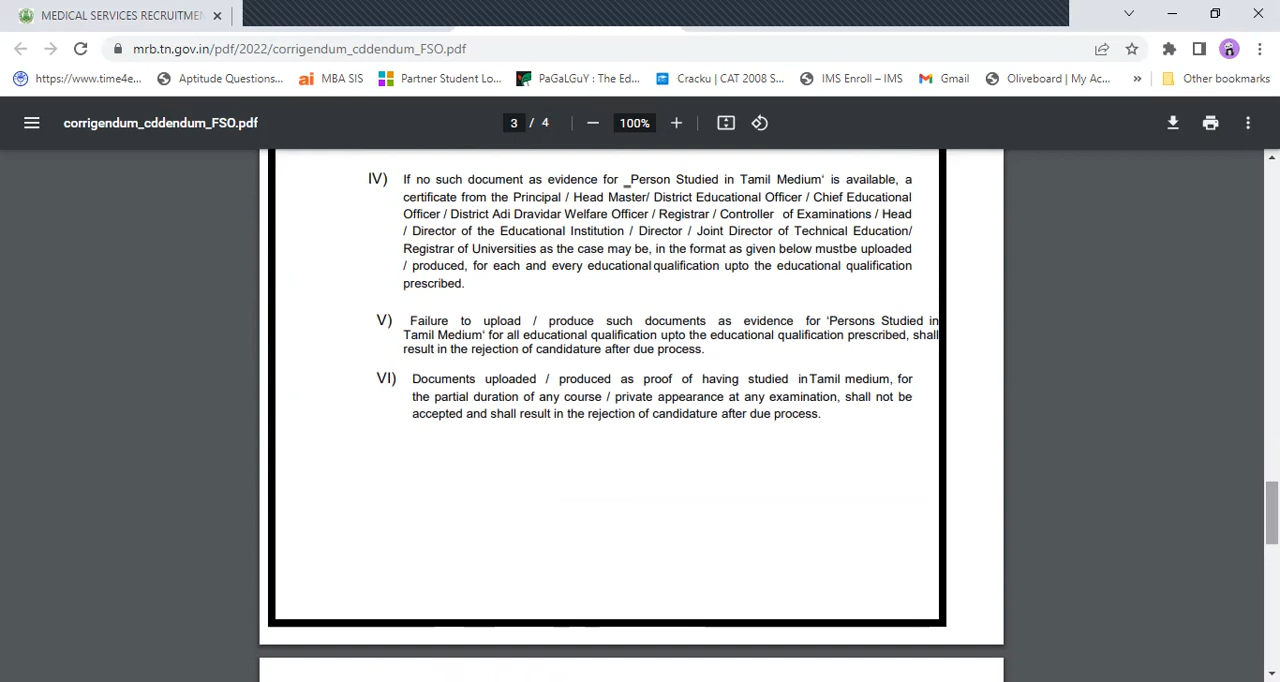 MEDICAL SERVICES RECRUITME
mrb.tn.gov.in/pdf/2022/corrigendum_cddendum_FSO.pdf
https://www.time4e... Aptitude Questions... MBA SIS Partner Student Lo... PaGaLGuY : The Ed... Cracku | CAT 2008 S... IMS Enroll – IMS Gmail Oliveboard | My Ac... » Other bookmarks
corrigendum_cddendum_FSO.pdf 3 / 4 100%
IV) If no such document as evidence for _Person Studied in Tamil Medium‘ is available, a
certificate from the Principal / Head Master/ District Educational Officer / Chief Educational
Officer / District Adi Dravidar Welfare Officer / Registrar / Controller of Examinations / Head
/ Director of the Educational Institution / Director / Joint Director of Technical Education/
Registrar of Universities as the case may be, in the format as given below mustbe uploaded
/ produced, for each and every educational qualification upto the educational qualification
prescribed.
V) Failure to upload / produce such documents as evidence for ‘Persons Studied in
Tamil Medium‘ for all educational qualification upto the educational qualification prescribed, shall
result in the rejection of candidature after due process.
VI) Documents uploaded / produced as proof of having studied inTamil medium, for
the partial duration of any course / private appearance at any examination, shall not be
accepted and shall result in the rejection of candidature after due process.